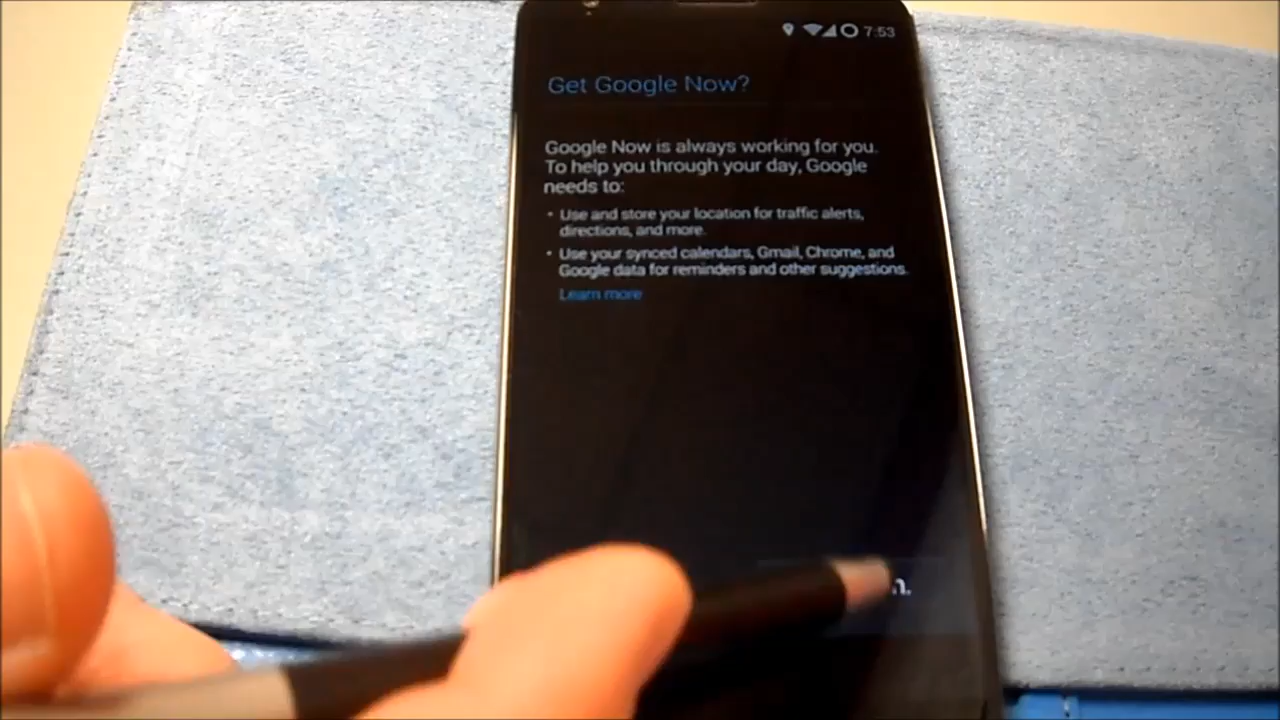 7:53
Get Google Now?
Google Now is always working for you.
To help you through your day, Google
needs to:
• Use and store your location for traffic alerts,
directions, and more.
• Use your synced calendars, Gmail, Chrome, and
Google data for reminders and other suggestions.
Learn more